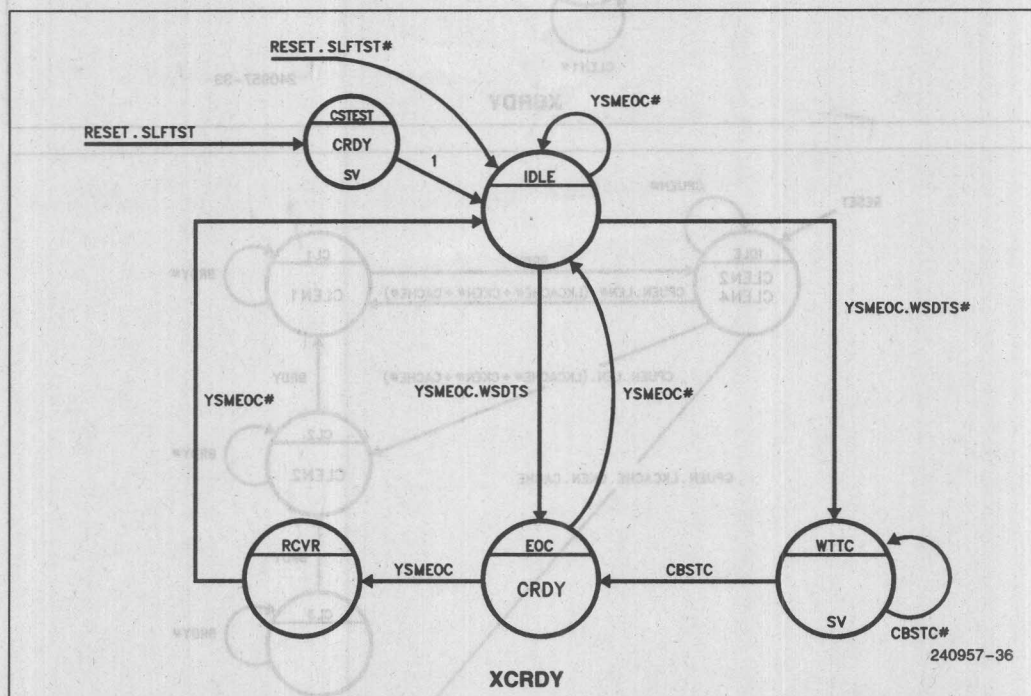 RESET.SLFTST#
YSMEOC#
RESET.SLFTST
CSTEST
CRDY
SV
1
IDLE
YSMEOC.WSDTS#
YSMEOC#
YSMEOC.WSDTS
YSMEOC#
RCVR
YSMEOC
EOC
CRDY
CBSTC
WTTC
SV
CBSTC#
240957-36
XCRDY